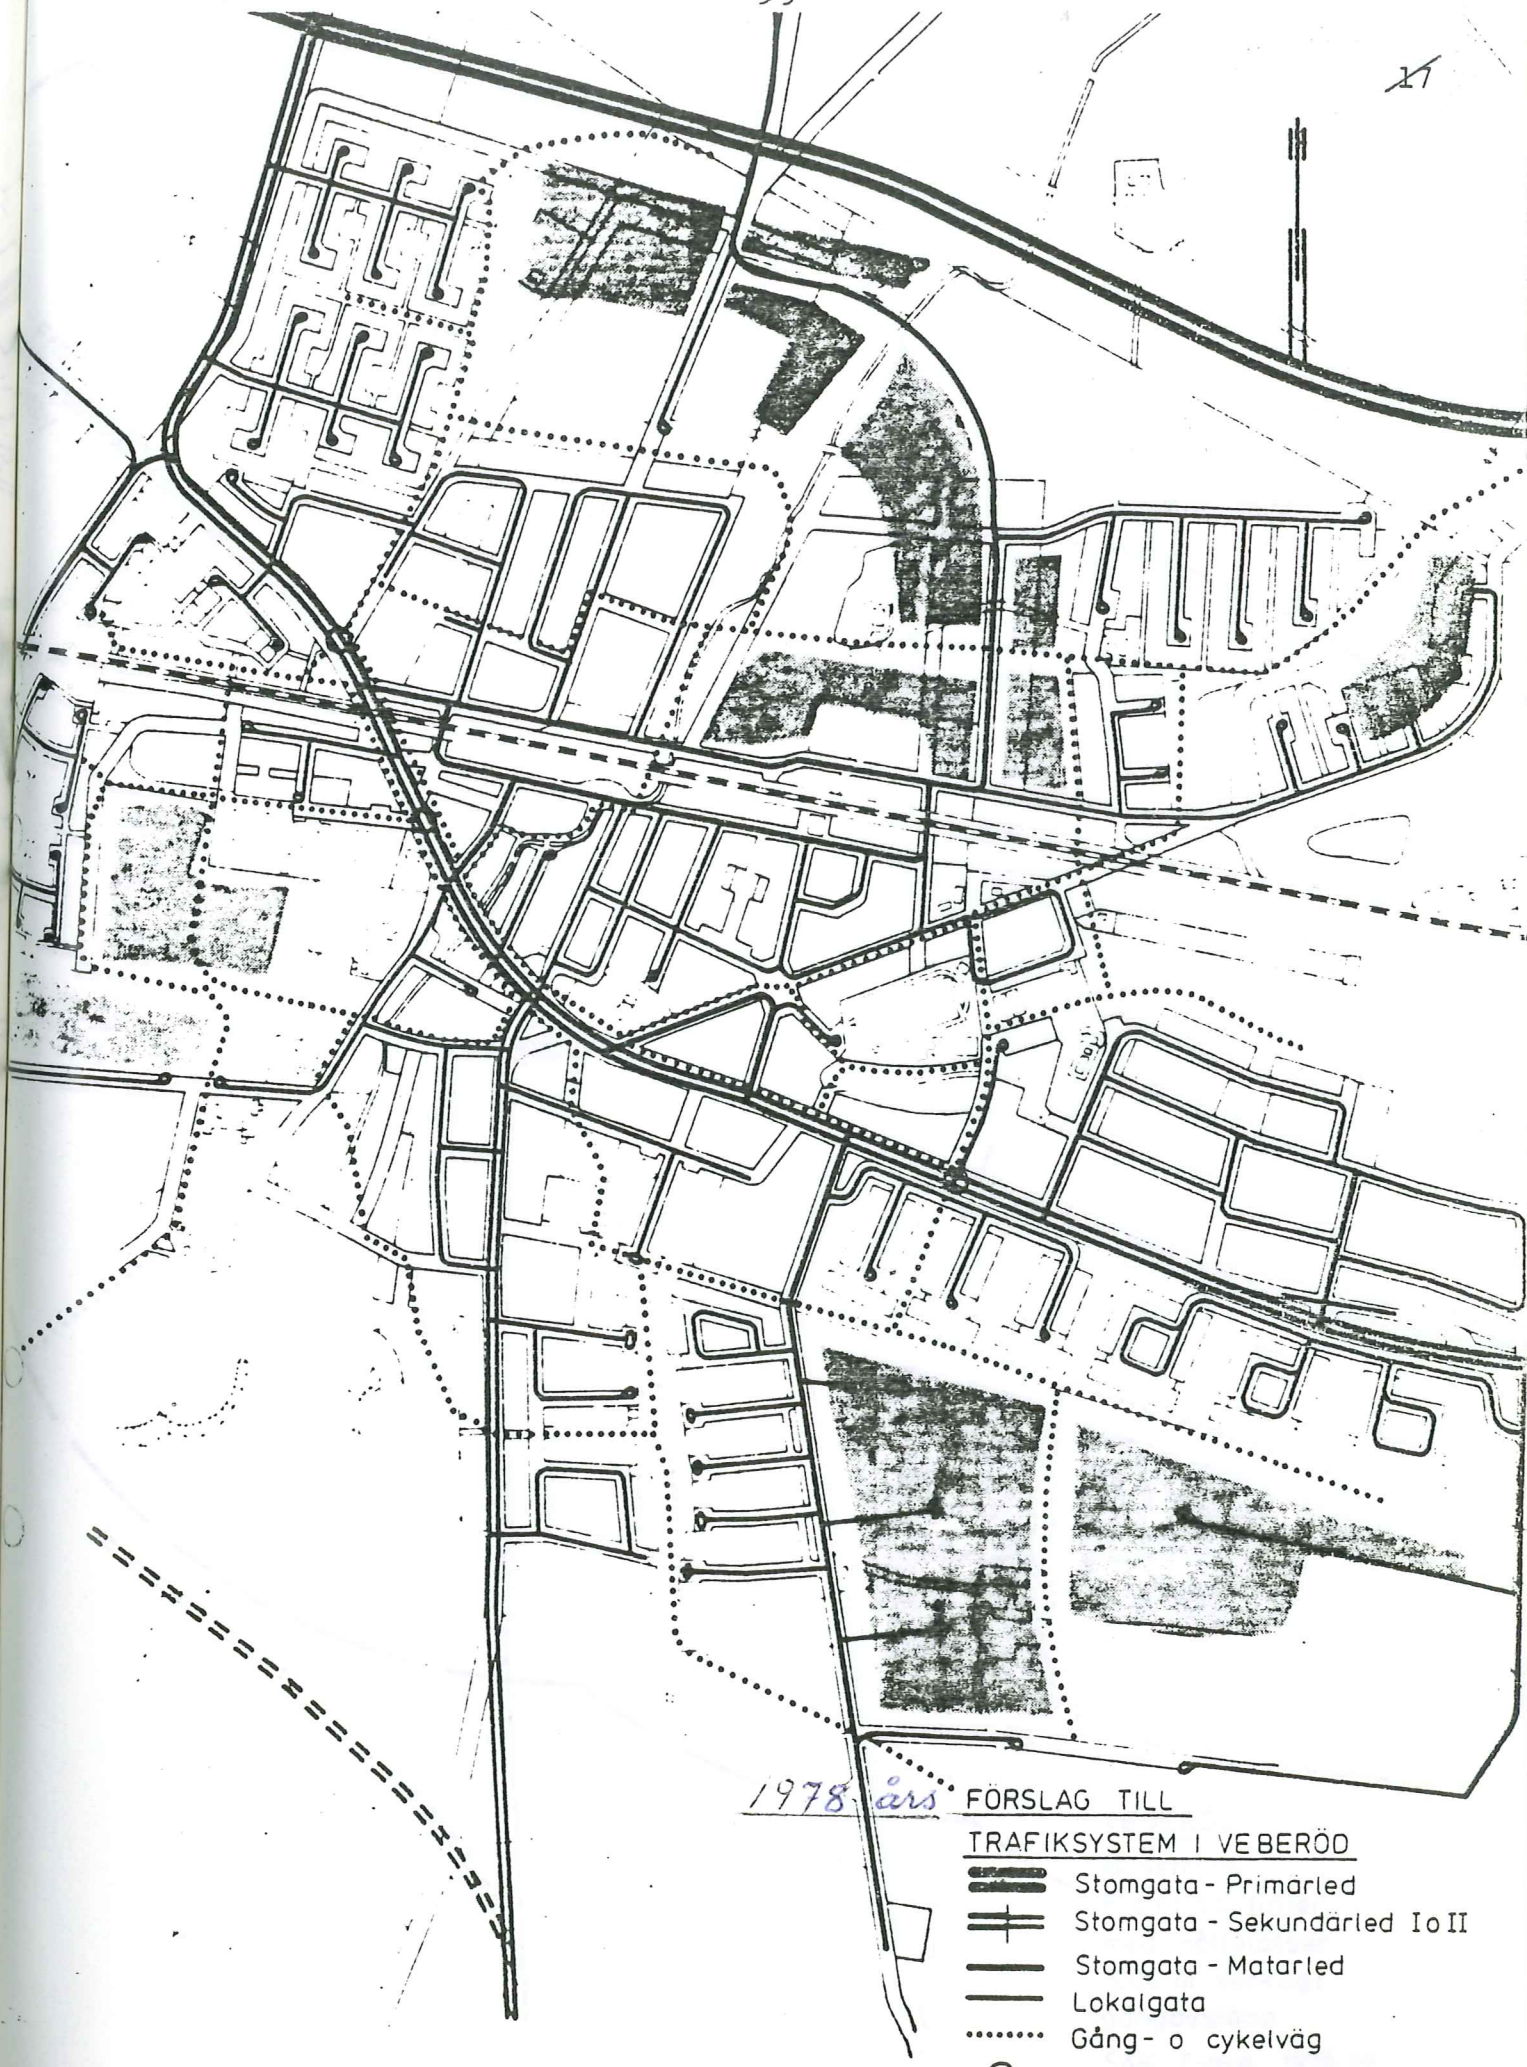 17
1978 års FÖRSLAG TILL
TRAFIKSYSTEM I VEBERÖD
Stomgata - Primärled
Stomgata - Sekundärled I o II
Stomgata - Matarled
Lokalgata
Gång- o cykelväg